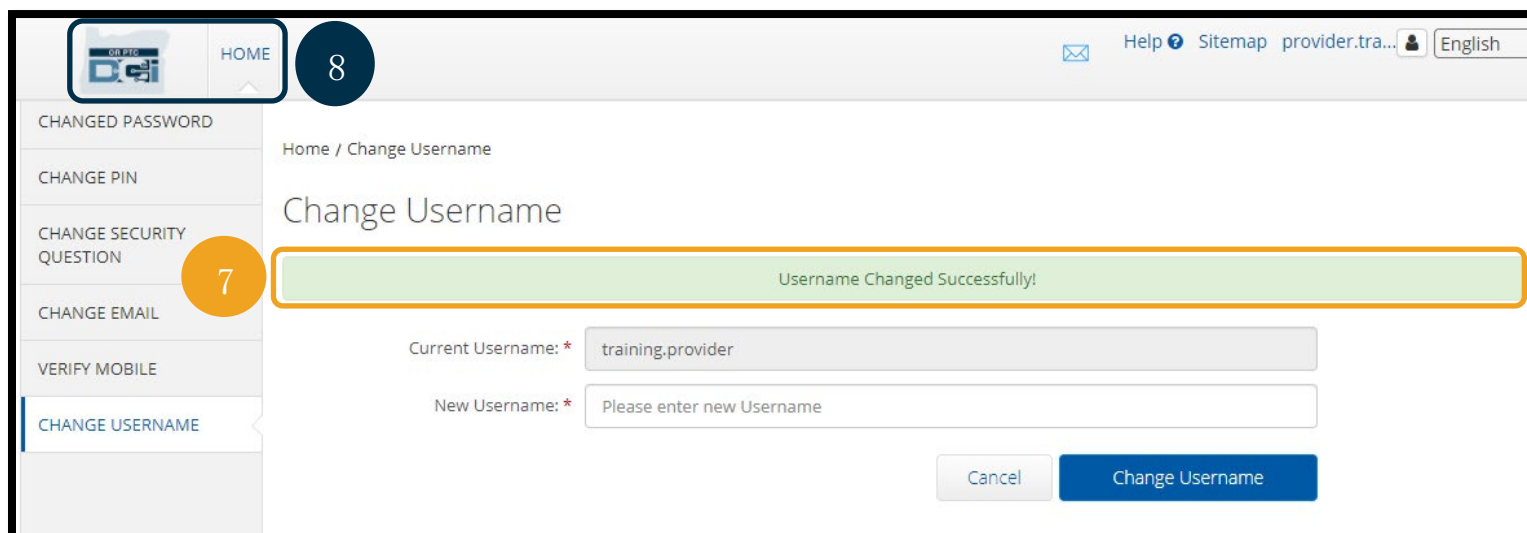 OR PTC
DCi
HOME
8
Help ? Sitemap provider.tra... English
CHANGED PASSWORD
CHANGE PIN
CHANGE SECURITY
QUESTION
CHANGE EMAIL
VERIFY MOBILE
CHANGE USERNAME
Home / Change Username
Change Username
7
Username Changed Successfully!
Current Username: * training.provider
New Username: * Please enter new Username
Cancel Change Username